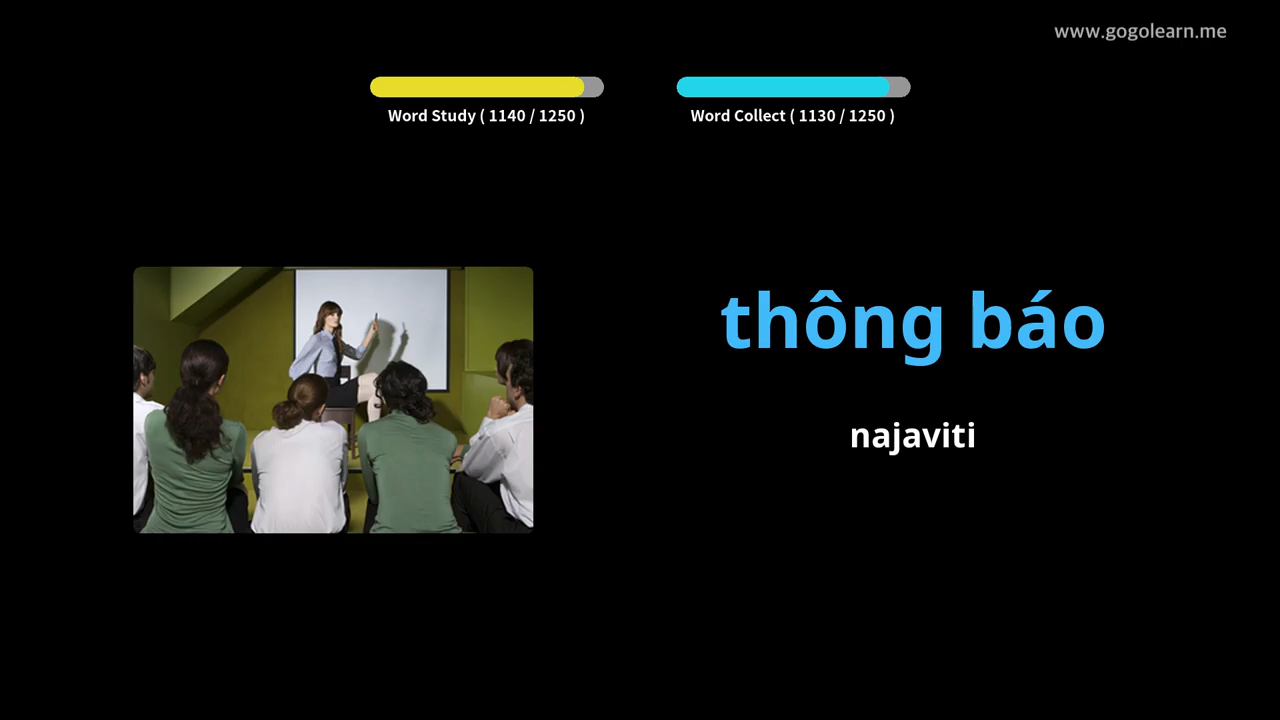 www.gogolearn.me
Word Study ( 1140 / 1250 )
Word Collect ( 1130 / 1250 )
thông báo
najaviti